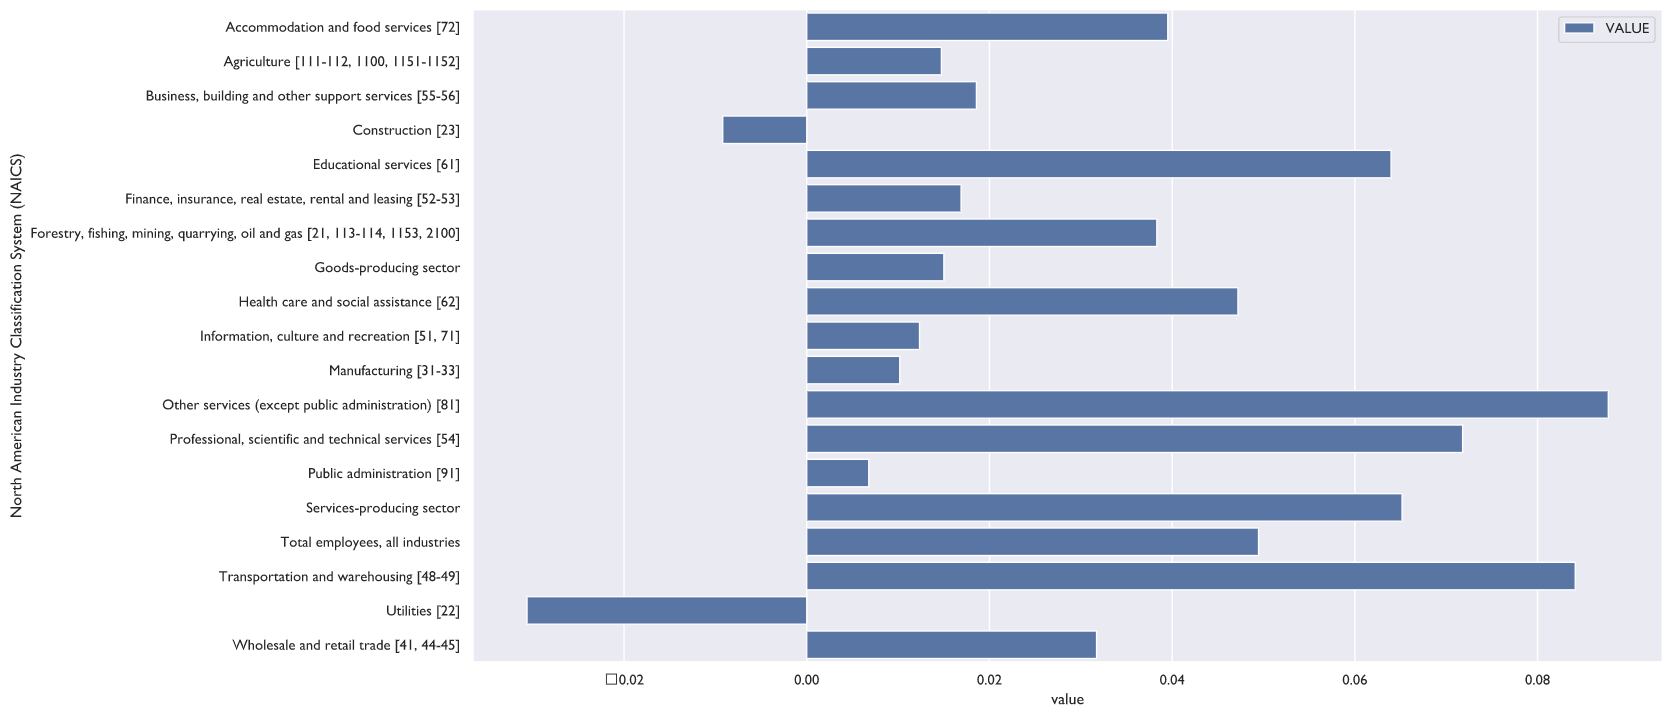 Accommodation and food services [72]
Agriculture [111-112, 1100, 1151-1152]
Business, building and other support services [55-56]
Construction [23]
Educational services [61]
Finance, insurance, real estate, rental and leasing [52-53]
Forestry, fishing, mining, quarrying, oil and gas [21, 113-114, 1153, 2100]
Goods-producing sector
Health care and social assistance [62]
Information, culture and recreation [51, 71]
Manufacturing [31-33]
Other services (except public administration) [81]
Professional, scientific and technical services [54]
Public administration [91]
Services-producing sector
Total employees, all industries
Transportation and warehousing [48-49]
Utilities [22]
Wholesale and retail trade [41, 44-45]
North American Industry Classification System (NAICS)
VALUE
□0.02 0.00 0.02 0.04 0.06 0.08
value